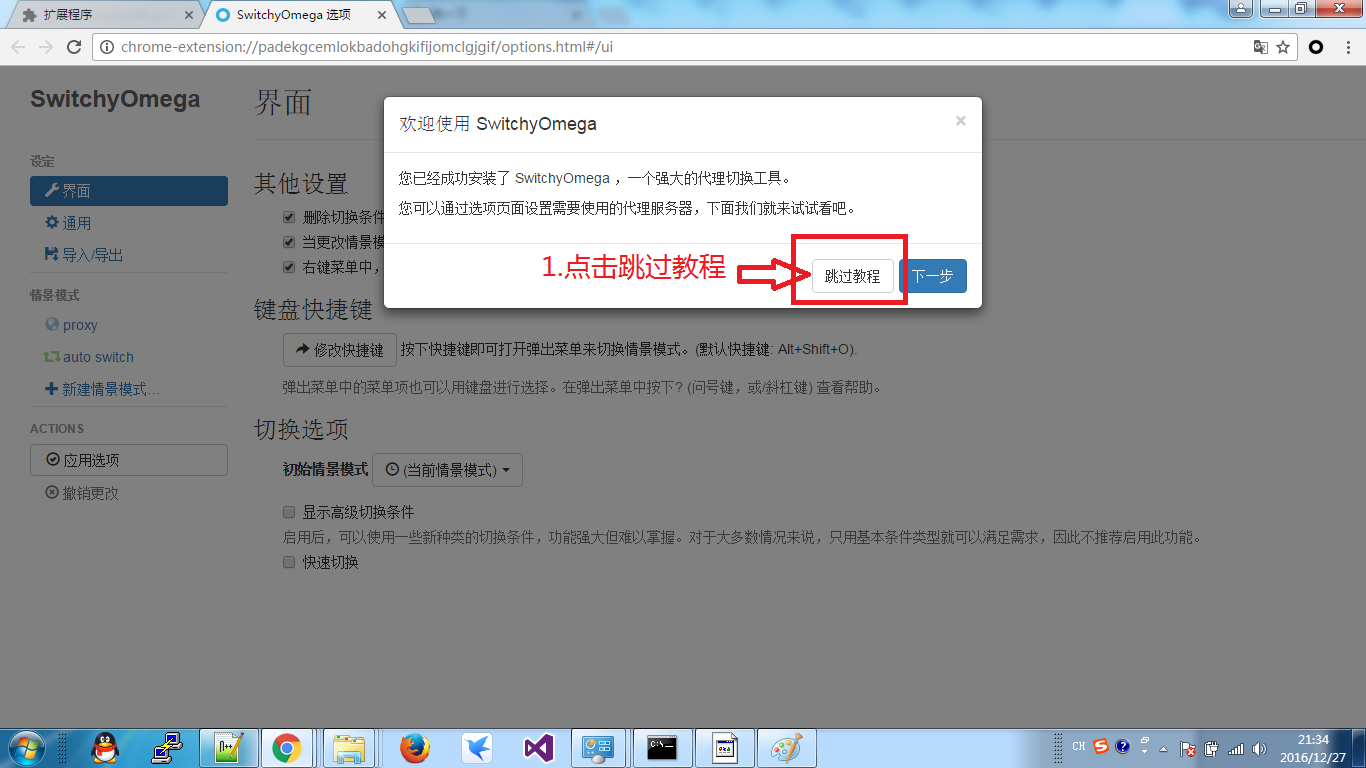 扩展程序
SwitchyOmega 选项
chrome-extension://padekgcemlokbadohgkifijomclgjgif/options.html#/ui
SwitchyOmega
设定
界面
通用
导入/导出
情景模式
proxy
auto switch
新建情景模式...
ACTIONS
应用选项
撤销更改
界面
欢迎使用 SwitchyOmega
×
您已经成功安装了 SwitchyOmega ，一个强大的代理切换工具。
您可以通过选项页面设置需要使用的代理服务器，下面我们就来试试看吧。
1.点击跳过教程
跳过教程
下一步
其他设置
删除切换条件
当更改情景模
右键菜单中，
键盘快捷键
修改快捷键 按下快捷键即可打开弹出菜单来切换情景模式。(默认快捷键: Alt+Shift+O).
弹出菜单中的菜单项也可以用键盘进行选择。在弹出菜单中按下? (问号键，或/斜杠键) 查看帮助。
切换选项
初始情景模式 (当前情景模式)
显示高级切换条件
启用后，可以使用一些新种类的切换条件，功能强大但难以掌握。对于大多数情况来说，只用基本条件类型就可以满足需求，因此不推荐启用此功能。
快速切换
CH
21:34
2016/12/27